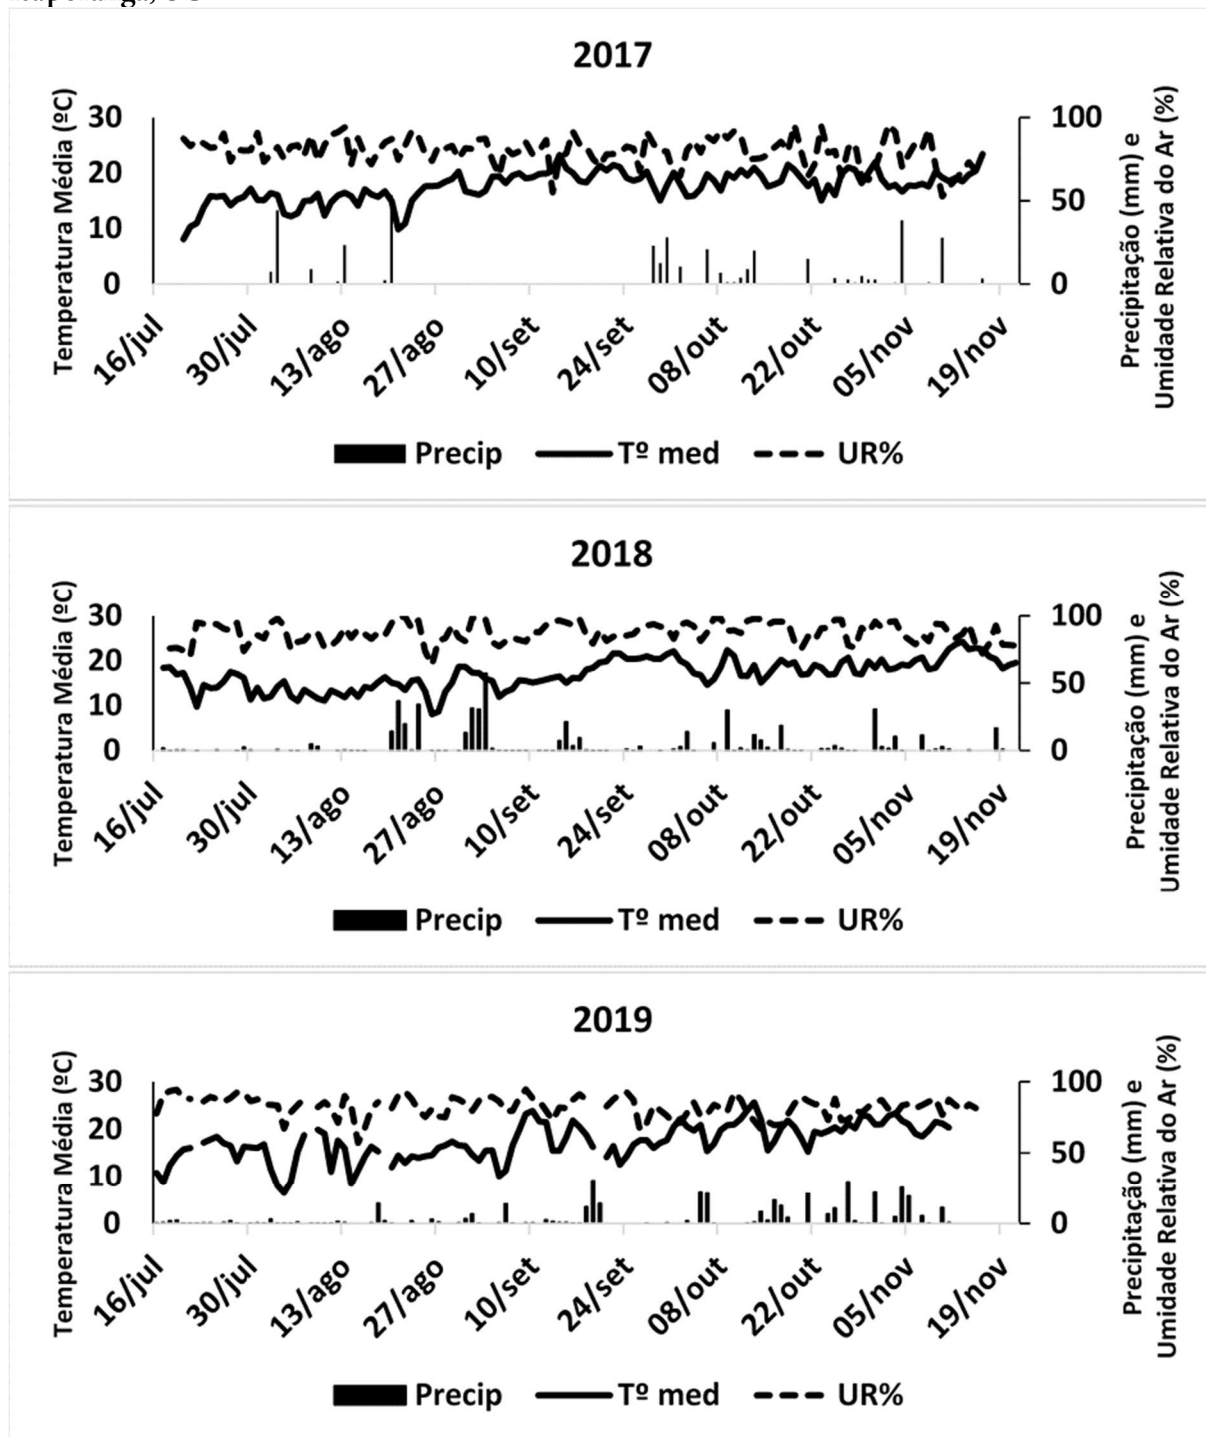 2017
Temperatura Média (ºC)
30
20
10
0
100
50
0
Precipitação (mm) e
Umidade Relativa do Ar (%)
16/jul
30/jul
13/ago
27/ago
10/set
24/set
08/out
22/out
05/nov
19/nov
Precip
Tº med
UR%
2018
Temperatura Média (ºC)
30
20
10
0
100
50
0
Precipitação (mm) e
Umidade Relativa do Ar (%)
16/jul
30/jul
13/ago
27/ago
10/set
24/set
08/out
22/out
05/nov
19/nov
Precip
Tº med
UR%
2019
Temperatura Média (ºC)
30
20
10
0
100
50
0
Precipitação (mm) e
Umidade Relativa do Ar (%)
16/jul
30/jul
13/ago
27/ago
10/set
24/set
08/out
22/out
05/nov
19/nov
Precip
Tº med
UR%